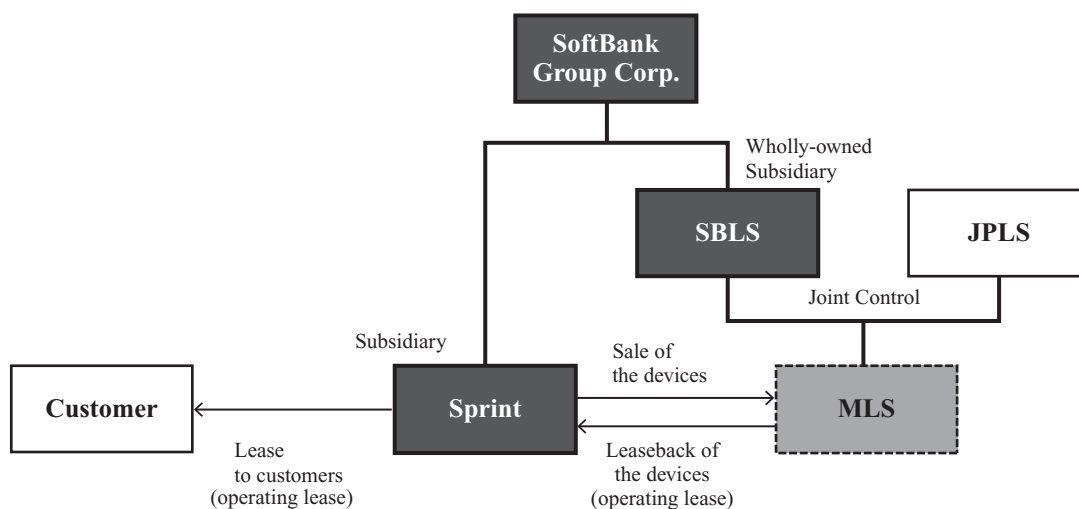 SoftBank
Group Corp.
Wholly-owned
Subsidiary
SBLS
JPLS
Joint Control
Subsidiary
Sale of
the devices
Customer
Sprint
MLS
Lease
to customers
(operating lease)
Leaseback of
the devices
(operating lease)